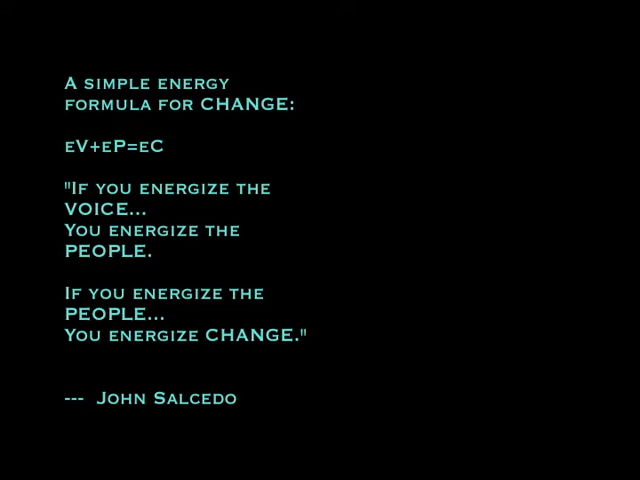 A simple energy
formula for CHANGE:
eV+eP=eC
"If you energize the
VOICE...
You energize the
PEOPLE.
If you energize the
PEOPLE...
You energize CHANGE."
--- John Salcedo